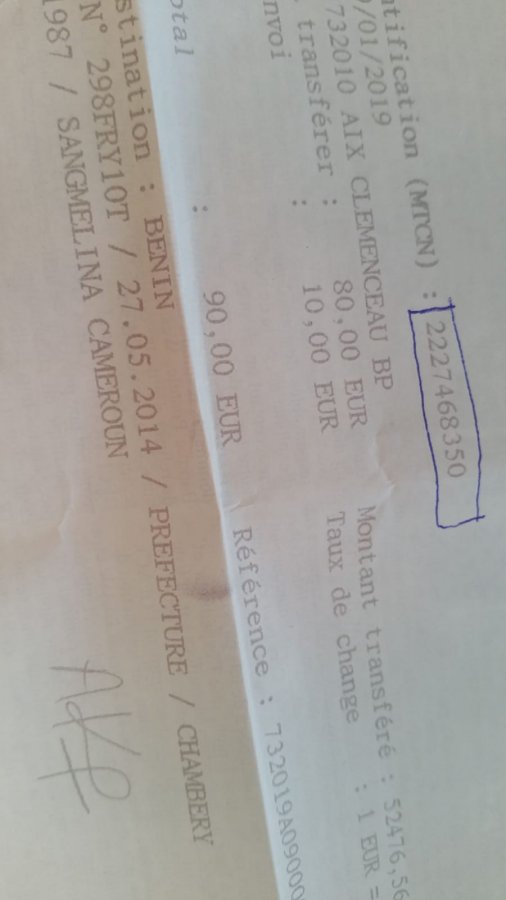 ntification (MTCN) : 2227468350
/01/2019
732010 AIX CLEMENCEAU BP
transférer : 80,00 EUR Montant transféré : 52476,56
nvoi : 10,00 EUR Taux de change : 1 EUR =
otal : 90,00 EUR
Référence : 732019A09000
stination : BENIN
N° 298FRY10T / 27.05.2014 / PREFECTURE / CHAMBERY
1987 / SANGMELINA CAMEROUN